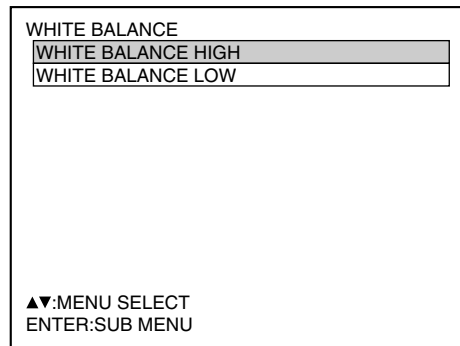 WHITE BALANCE
WHITE BALANCE HIGH
WHITE BALANCE LOW
▲▼:MENU SELECT
ENTER:SUB MENU